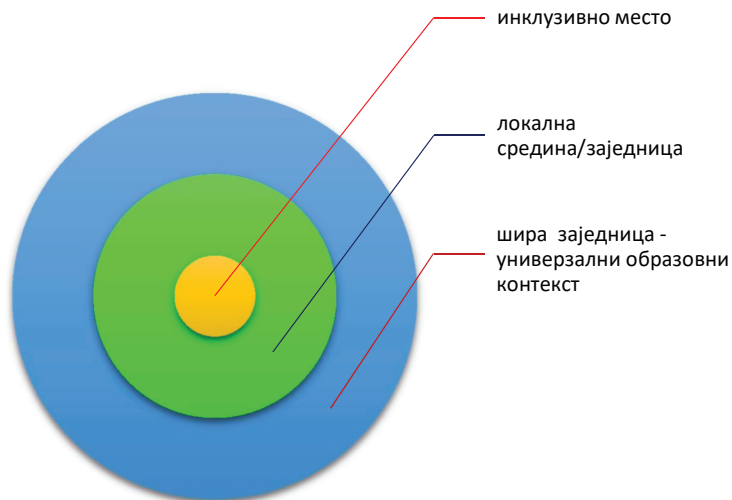 инклузивно место
локална
средина/заједница
шира заједница -
универзални образовни
контекст